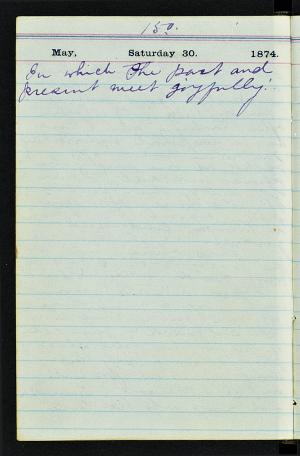 150.
May, Saturday 30. 1874.
In which the past and
present meet joyfully.